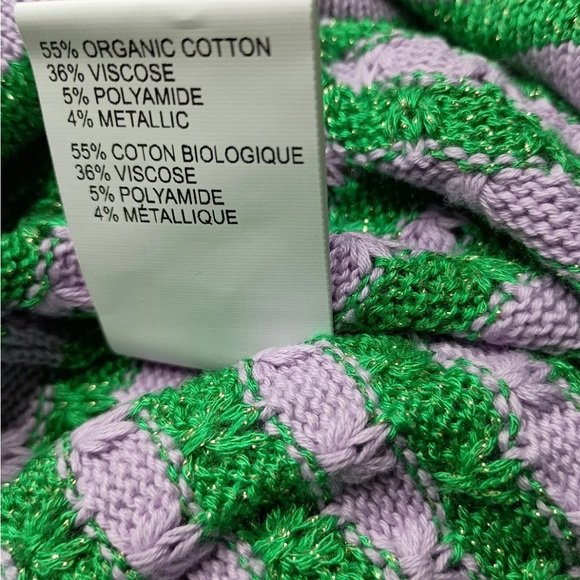 55% ORGANIC COTTON
36% VISCOSE
5% POLYAMIDE
4% METALLIC
55% COTON BIOLOGIQUE
36% VISCOSE
5% POLYAMIDE
4% MÉTALLIQUE